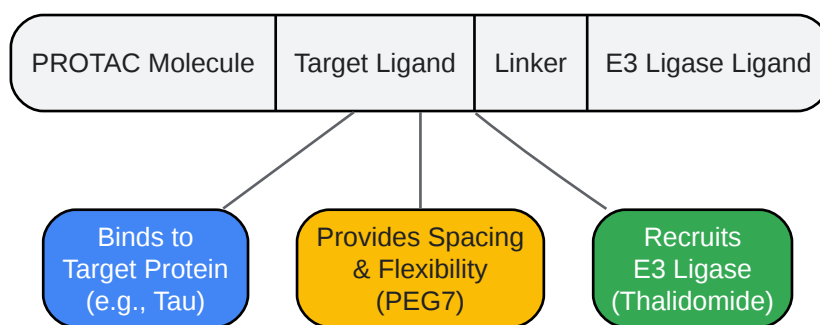 PROTAC Molecule Target Ligand Linker E3 Ligase Ligand
Binds to
Target Protein
(e.g., Tau)
Provides Spacing
& Flexibility
(PEG7)
Recruits
E3 Ligase
(Thalidomide)